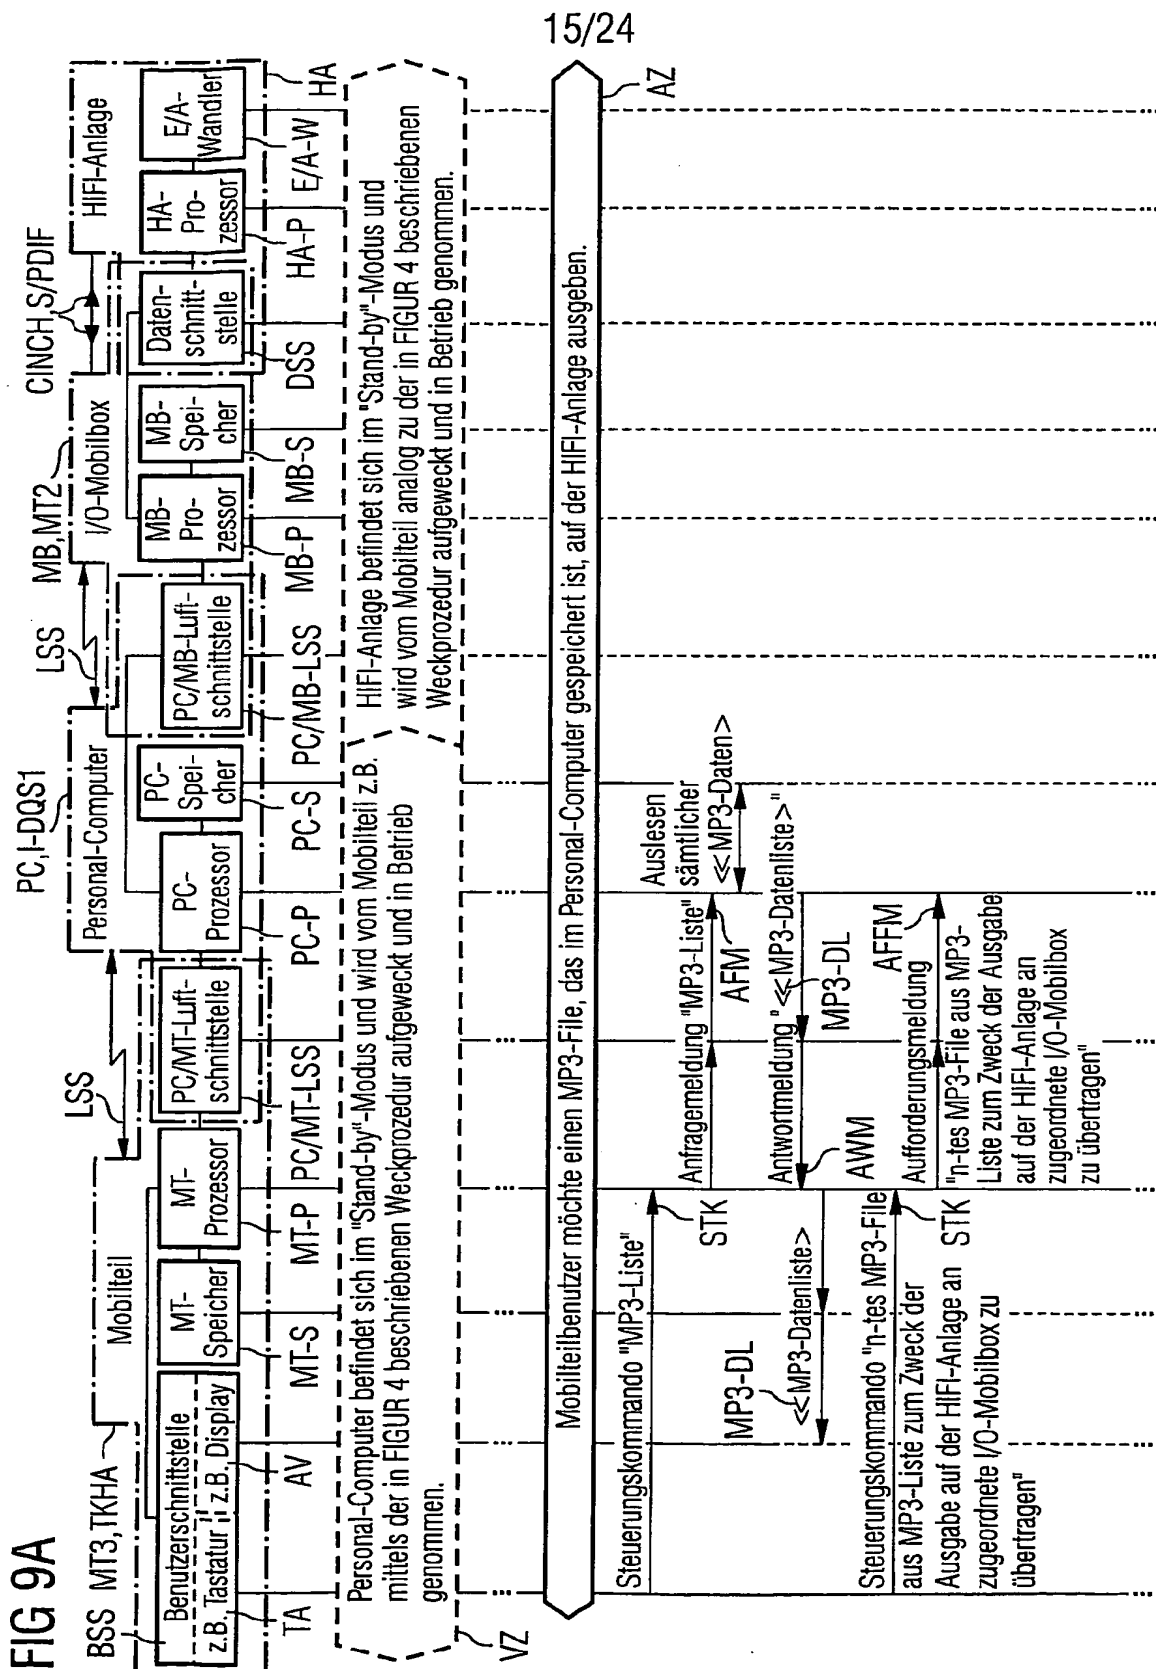 15/24
FIG 9A
BSS
MT3,TKHA
Mobilteil
LSS
PC,I-DQS1
Personal-Computer
LSS
MB,MT2
I/O-Mobilbox
CINCH,S/PDIF
HIFI-Anlage
Benutzerschnittstelle
z.B. Tastatur
z.B. Display
MT-
Speicher
MT-
Prozessor
PC/MT-Luft-
schnittstelle
PC-
Prozessor
PC-
Spei-
cher
PC/MB-Luft-
schnittstelle
MB-
Pro-
zessor
MB-
Spei-
cher
Daten-
schnitt-
stelle
HA-
Pro-
zessor
E/A-
Wandler
TA
AV
MT-S
MT-P
PC/MT-LSS
PC-P
PC-S
PC/MB-LSS
MB-P
MB-S
DSS
HA-P
E/A-W
HA
Personal-Computer befindet sich im "Stand-by"-Modus und wird vom Mobilteil z.B.
mittels der in FIGUR 4 beschriebenen Weckprozedur aufgeweckt und in Betrieb
genommen.
HIFI-Anlage befindet sich im "Stand-by"-Modus und
wird vom Mobilteil analog zu der in FIGUR 4 beschriebenen
Weckprozedur aufgeweckt und in Betrieb genommen.
VZ
Mobilteilbenutzer möchte einen MP3-File, das im Personal-Computer gespeichert ist, auf der HIFI-Anlage ausgeben.
AZ
Steuerungskommando "MP3-Liste"
STK
Anfragemeldung "MP3-Liste"
AFM
Auslesen
sämtlicher
<<MP3-Daten>
Antwortmeldung "<<MP3-Datenliste>"
AWM
MP3-DL
MP3-DL
<<MP3-Datenliste>
Steuerungskommando "n-tes MP3-File
aus MP3-Liste zum Zweck der
Ausgabe auf der HIFI-Anlage an
zugeordnete I/O-Mobilbox zu
übertragen"
STK
Aufforderungsmeldung
AFFM
"n-tes MP3-File aus MP3-
Liste zum Zweck der Ausgabe
auf der HIFI-Anlage an
zugeordnete I/O-Mobilbox
zu übertragen"